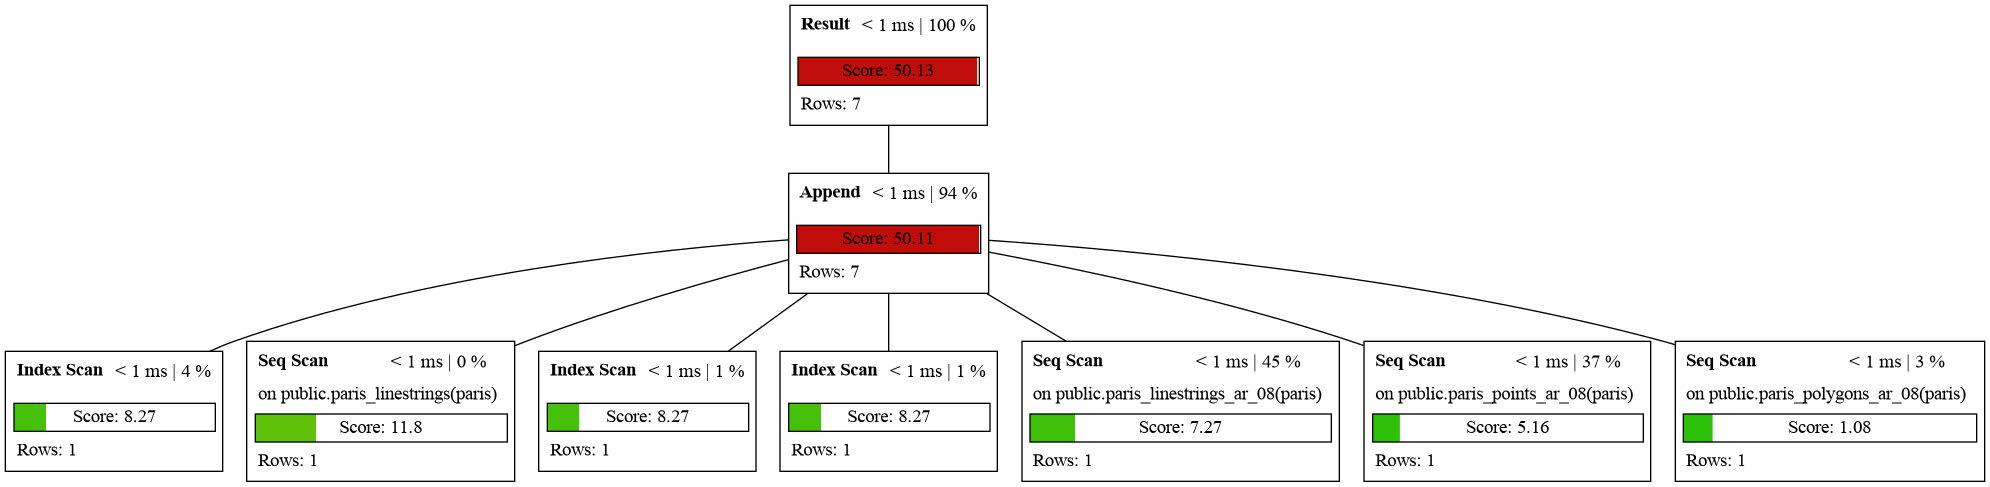 Result < 1 ms | 100 %
Score: 50.13
Rows: 7
Append < 1 ms | 94 %
Score: 50.11
Rows: 7
Index Scan < 1 ms | 4 %
Score: 8.27
Rows: 1
Seq Scan < 1 ms | 0 %
on public.paris_linestrings(paris)
Score: 11.8
Rows: 1
Index Scan < 1 ms | 1 %
Score: 8.27
Rows: 1
Index Scan < 1 ms | 1 %
Score: 8.27
Rows: 1
Seq Scan < 1 ms | 45 %
on public.paris_linestrings_ar_08(paris)
Score: 7.27
Rows: 1
Seq Scan < 1 ms | 37 %
on public.paris_points_ar_08(paris)
Score: 5.16
Rows: 1
Seq Scan < 1 ms | 3 %
on public.paris_polygons_ar_08(paris)
Score: 1.08
Rows: 1